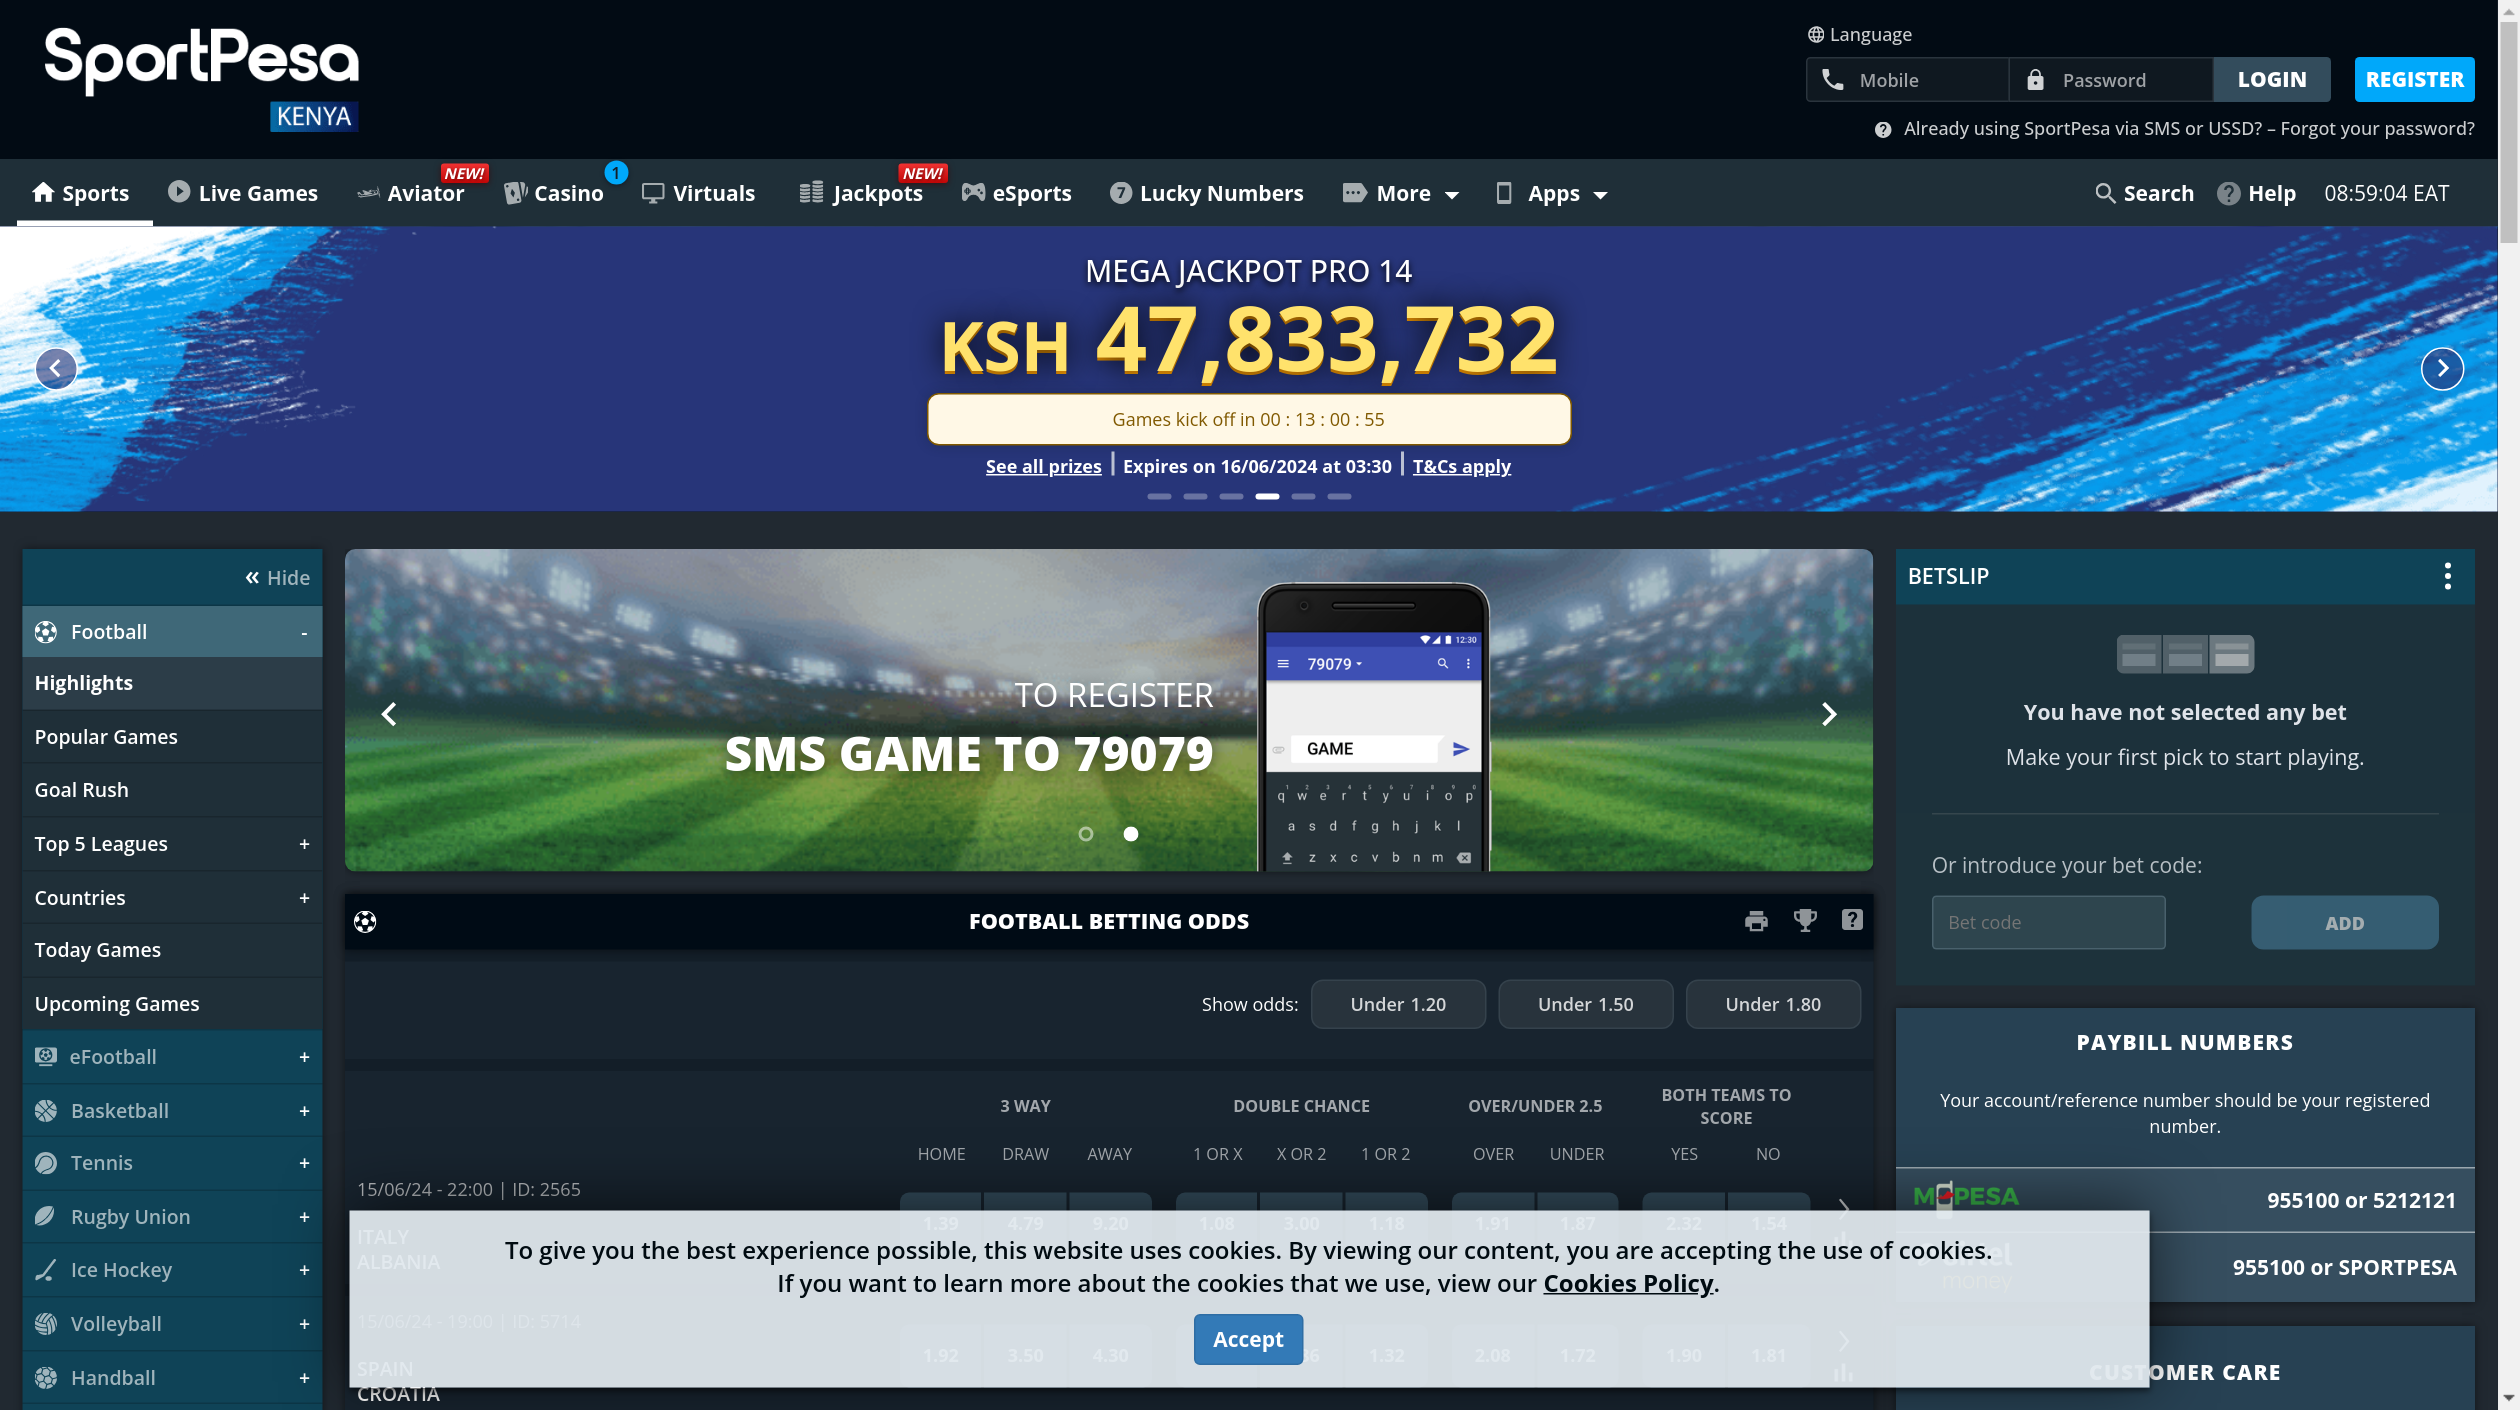 SportPesa
KENYA
Language
Mobile
Password
LOGIN
REGISTER
Already using SportPesa via SMS or USSD? – Forgot your password?
Sports
Live Games
Aviator
NEW!
Casino
1
Virtuals
Jackpots
NEW!
eSports
Lucky Numbers
More
Apps
Search
Help
08:59:04 EAT
MEGA JACKPOT PRO 14
KSH 47,833,732
Games kick off in 00 : 13 : 00 : 55
See all prizes | Expires on 16/06/2024 at 03:30 | T&Cs apply
« Hide
Football -
Highlights
Popular Games
Goal Rush
Top 5 Leagues +
Countries +
Today Games
Upcoming Games
eFootball +
Basketball +
Tennis +
Rugby Union +
Ice Hockey +
Volleyball +
Handball +
TO REGISTER
SMS GAME TO 79079
12:30
79079
GAME
q w e r t y u i o p
a s d f g h j k l
z x c v b n m
FOOTBALL BETTING ODDS
Show odds:
Under 1.20
Under 1.50
Under 1.80
3 WAY
DOUBLE CHANCE
OVER/UNDER 2.5
BOTH TEAMS TO
SCORE
HOME DRAW AWAY
1 OR X X OR 2 1 OR 2
OVER UNDER
YES NO
15/06/24 - 22:00 | ID: 2565
1.39 4.79 9.20 1.08 3.00 1.18 1.91 1.87 2.32 1.54
ITALY
ALBANIA
15/06/24 - 19:00 | ID: 5714
1.92 3.50 4.30 1.32 2.08 1.72 1.90 1.81
SPAIN
CROATIA
To give you the best experience possible, this website uses cookies. By viewing our content, you are accepting the use of cookies.
If you want to learn more about the cookies that we use, view our Cookies Policy.
Accept
BETSLIP
You have not selected any bet
Make your first pick to start playing.
Or introduce your bet code:
Bet code
ADD
PAYBILL NUMBERS
Your account/reference number should be your registered
number.
M-PESA
955100 or 5212121
airtel
money
955100 or SPORTPESA
CUSTOMER CARE